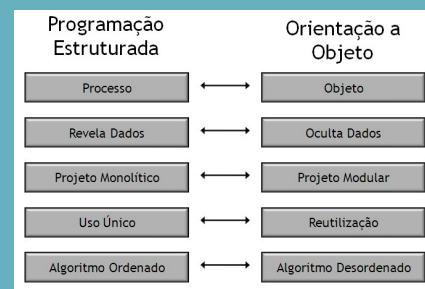 Programação
Estruturada
Orientação a
Objeto
Processo
Objeto
Revela Dados
Oculta Dados
Projeto Monolítico
Projeto Modular
Uso Único
Reutilização
Algoritmo Ordenado
Algoritmo Desordenado